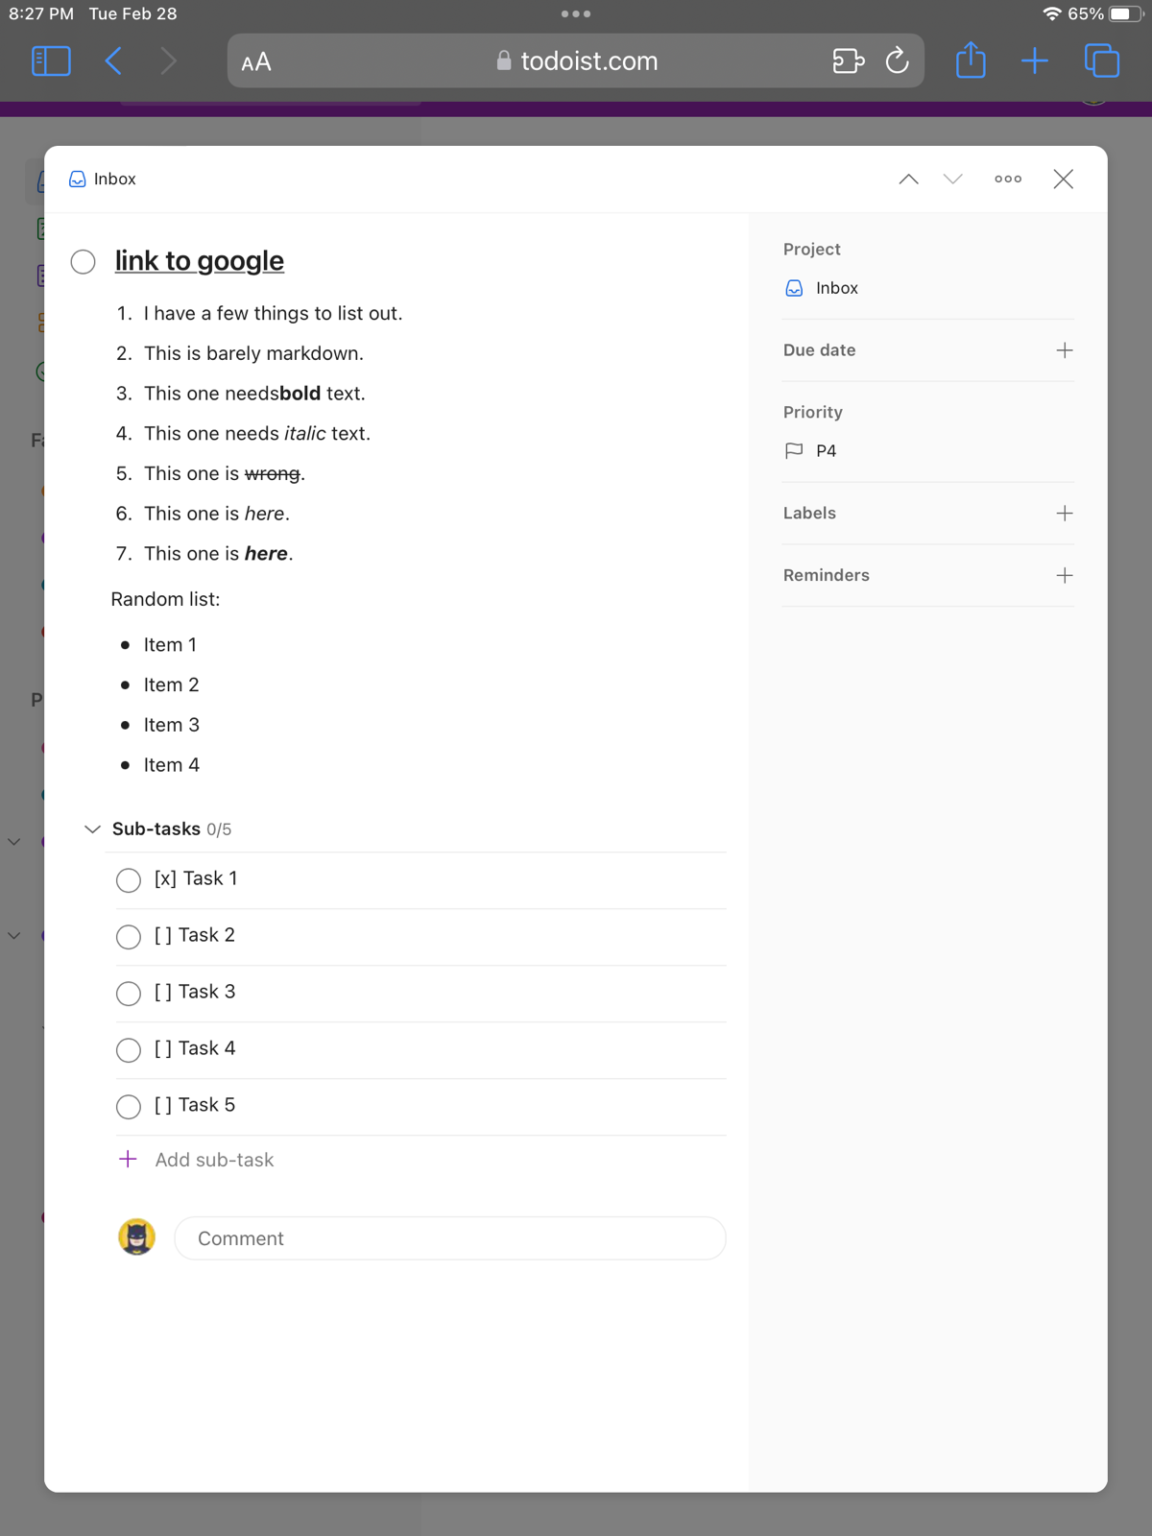 8:27 PM Tue Feb 28
65%
AA
todoist.com
Inbox
link to google
1. I have a few things to list out.
2. This is barely markdown.
3. This one needsbold text.
4. This one needs italic text.
5. This one is wrong.
6. This one is here.
7. This one is here.
Random list:
• Item 1
• Item 2
• Item 3
• Item 4
Sub-tasks 0/5
[x] Task 1
[ ] Task 2
[ ] Task 3
[ ] Task 4
[ ] Task 5
+ Add sub-task
Comment
Project
Inbox
Due date +
Priority
P4
Labels +
Reminders +